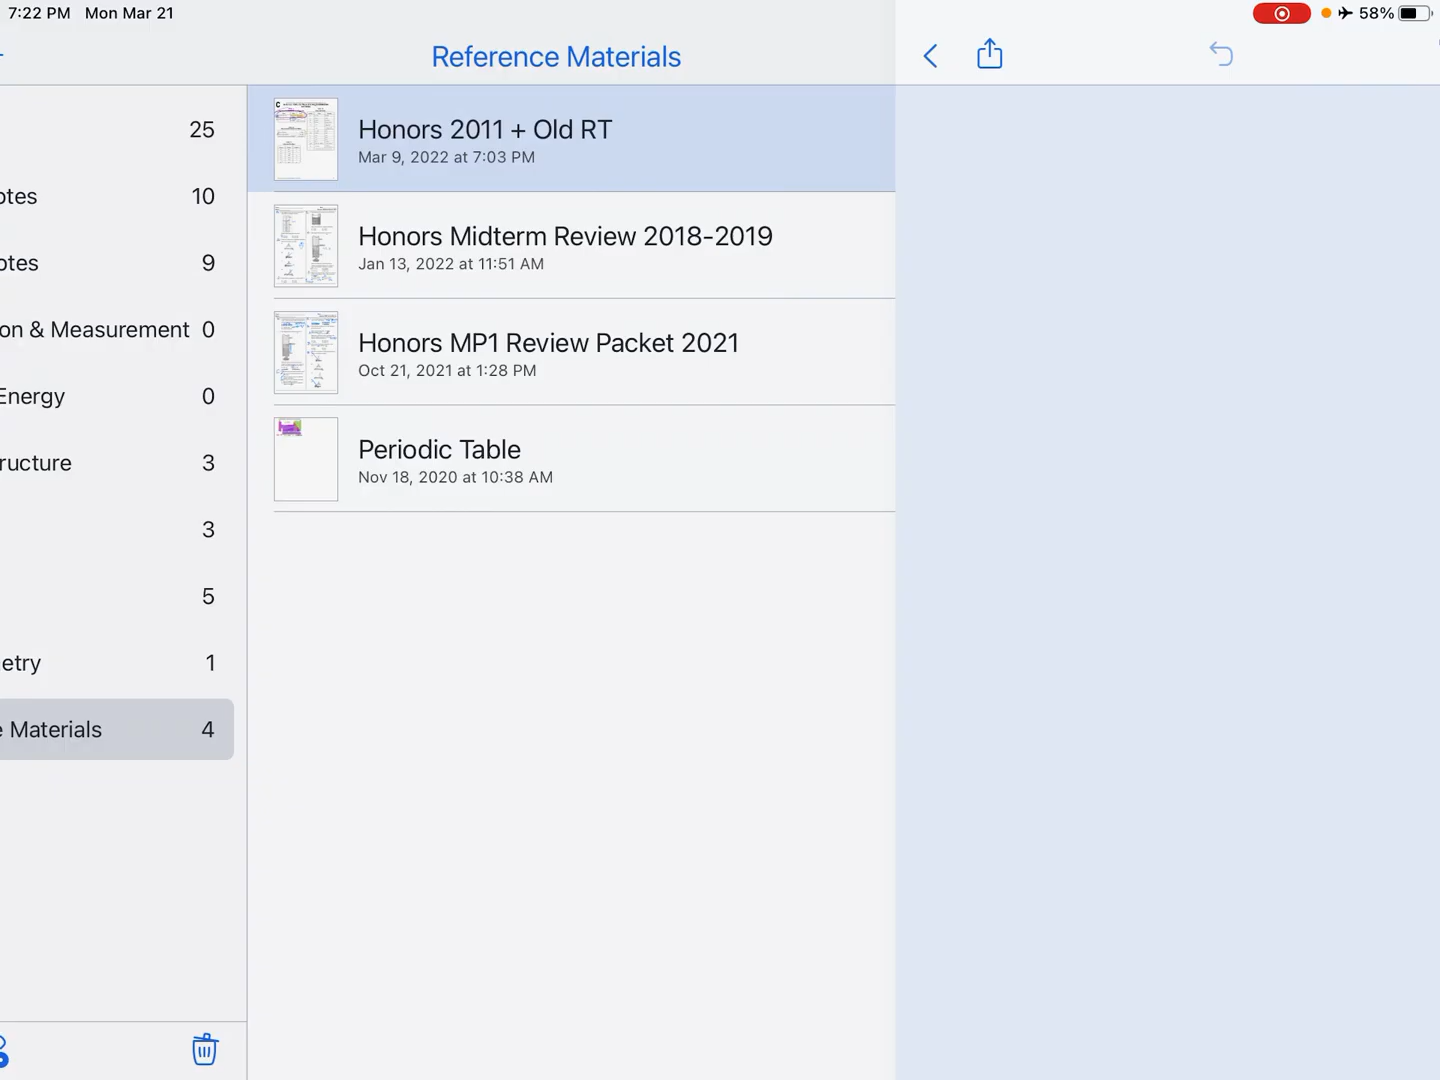 7:22 PM Mon Mar 21
58%
Reference Materials
25
otes 10
otes 9
on & Measurement 0
Energy 0
ructure 3
3
5
etry 1
e Materials 4
Honors 2011 + Old RT
Mar 9, 2022 at 7:03 PM
Honors Midterm Review 2018-2019
Jan 13, 2022 at 11:51 AM
Honors MP1 Review Packet 2021
Oct 21, 2021 at 1:28 PM
Periodic Table
Nov 18, 2020 at 10:38 AM